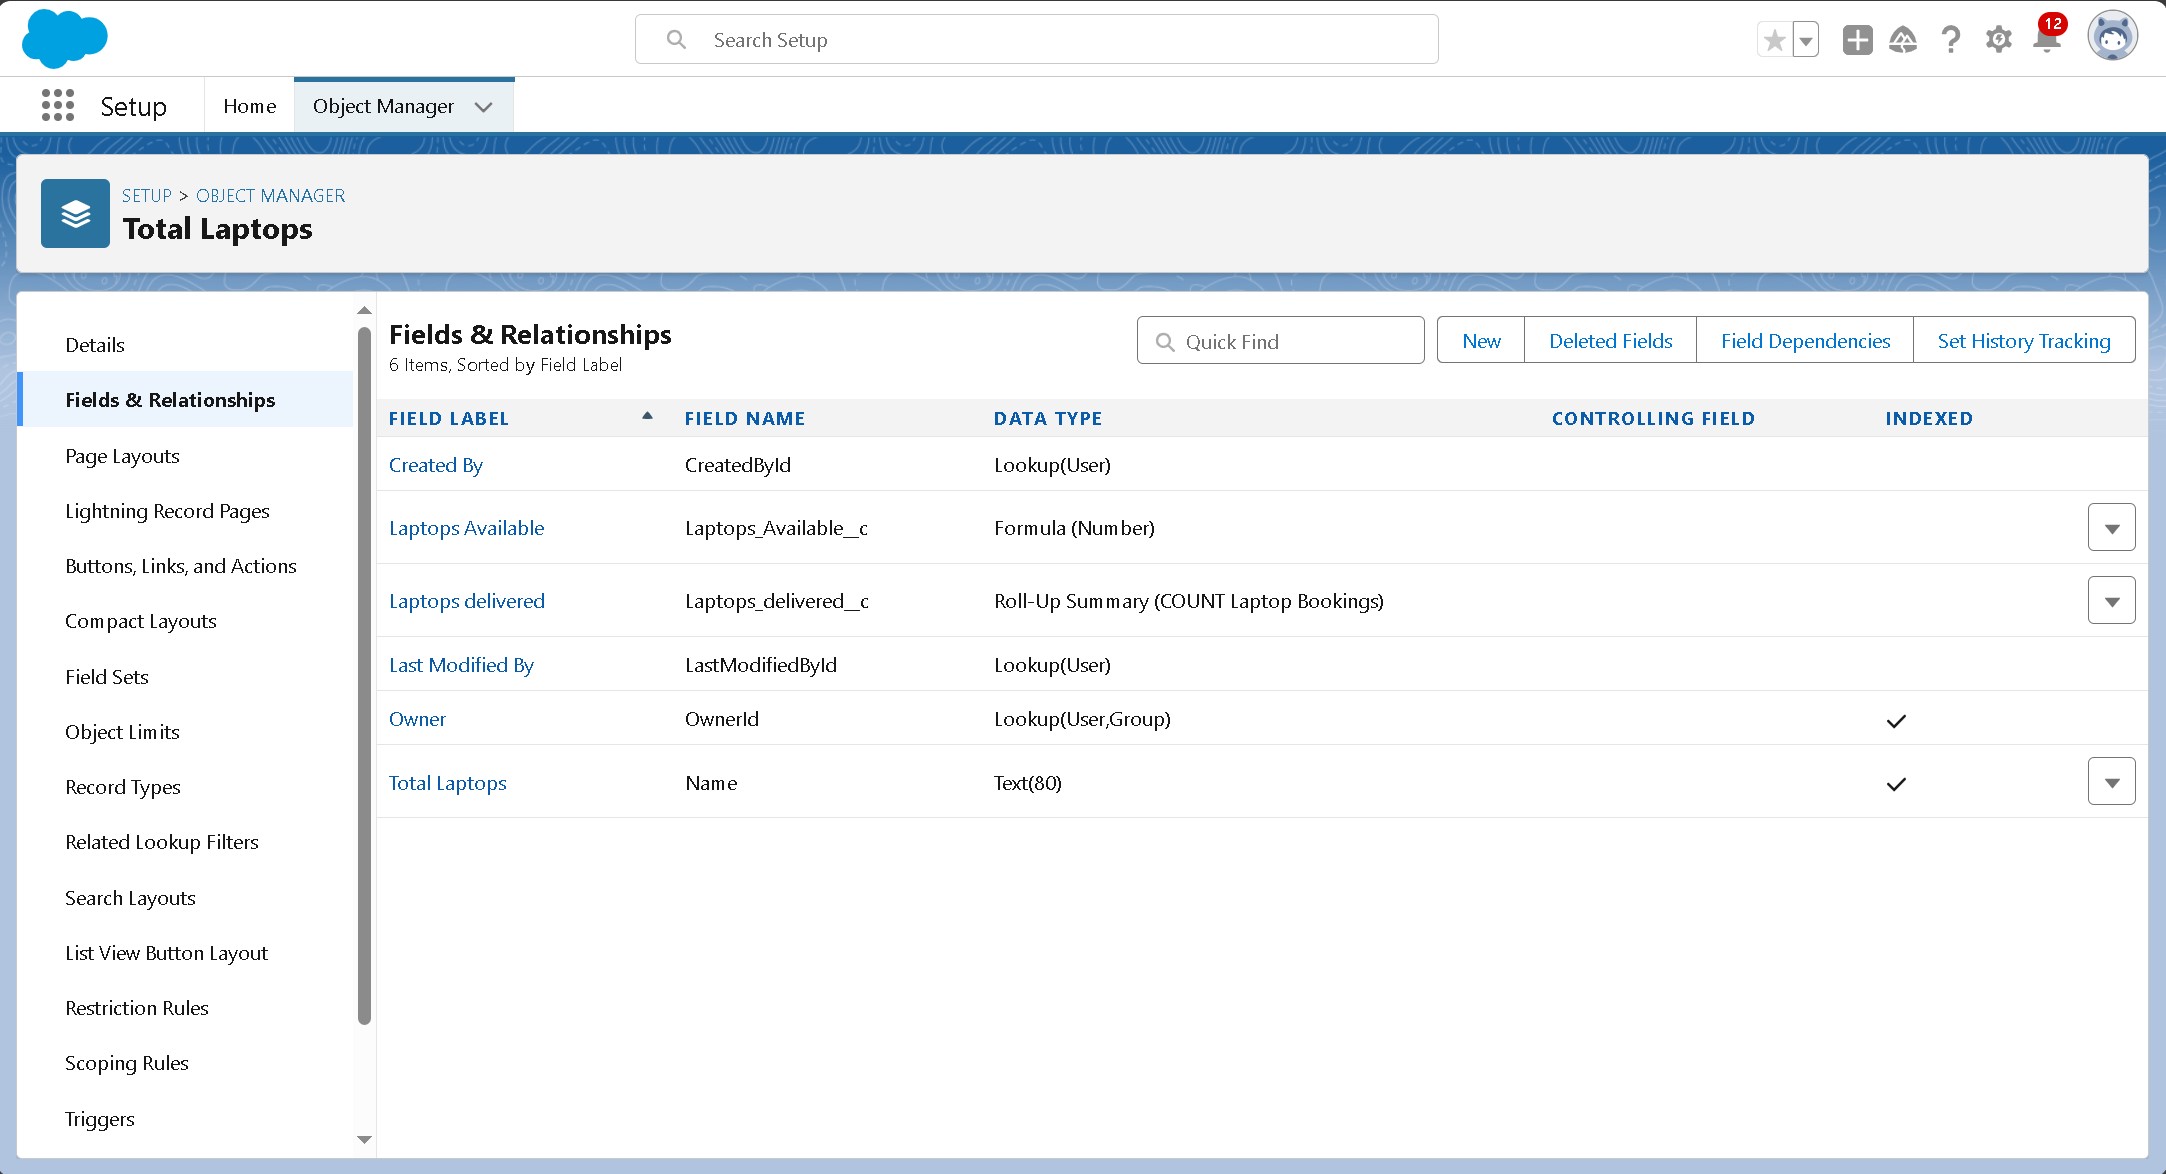 Search Setup
12
Setup
Home
Object Manager
SETUP > OBJECT MANAGER
Total Laptops
Details
Fields & Relationships
Page Layouts
Lightning Record Pages
Buttons, Links, and Actions
Compact Layouts
Field Sets
Object Limits
Record Types
Related Lookup Filters
Search Layouts
List View Button Layout
Restriction Rules
Scoping Rules
Triggers
Fields & Relationships
6 Items, Sorted by Field Label
Quick Find
New
Deleted Fields
Field Dependencies
Set History Tracking
FIELD LABEL FIELD NAME DATA TYPE CONTROLLING FIELD INDEXED
Created By CreatedById Lookup(User)
Laptops Available Laptops_Available__c Formula (Number)
Laptops delivered Laptops_delivered__c Roll-Up Summary (COUNT Laptop Bookings)
Last Modified By LastModifiedById Lookup(User)
Owner OwnerId Lookup(User,Group)
Total Laptops Name Text(80)